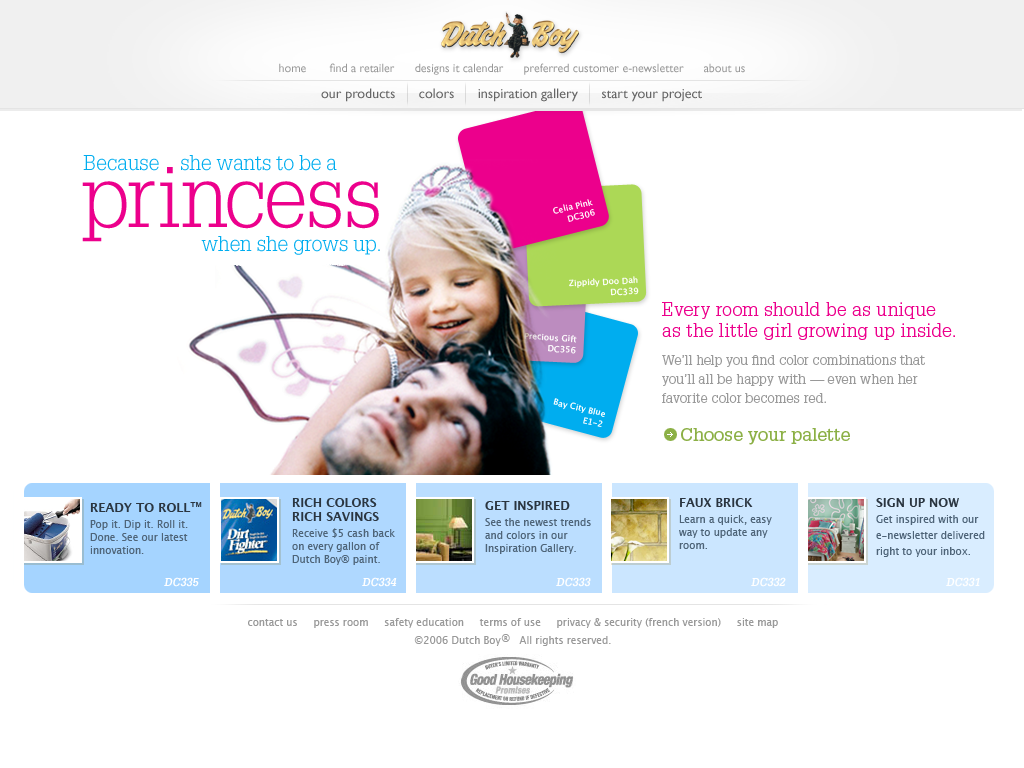 Dutch Boy
home find a retailer designs it calendar preferred customer e-newsletter about us
our products colors inspiration gallery start your project
Because she wants to be a
princess
when she grows up.
Celia Pink
DC306
Zippidy Doo Dah
DC339
Precious Gift
DC356
Bay City Blue
E1-2
Every room should be as unique
as the little girl growing up inside.
We'll help you find color combinations that
you'll all be happy with — even when her
favorite color becomes red.
Choose your palette
READY TO ROLL™
Pop it. Dip it. Roll it.
Done. See our latest
innovation.
DC335
Dutch Boy
Dirt
Fighter
RICH COLORS
RICH SAVINGS
Receive $5 cash back
on every gallon of
Dutch Boy® paint.
DC334
GET INSPIRED
See the newest trends
and colors in our
Inspiration Gallery.
DC333
FAUX BRICK
Learn a quick, easy
way to update any
room.
DC332
SIGN UP NOW
Get inspired with our
e-newsletter delivered
right to your inbox.
DC331
contact us press room safety education terms of use privacy & security (french version) site map
©2006 Dutch Boy® All rights reserved.
Good Housekeeping
Promises
REPLACEMENT OR REFUND IF DEFECTIVE